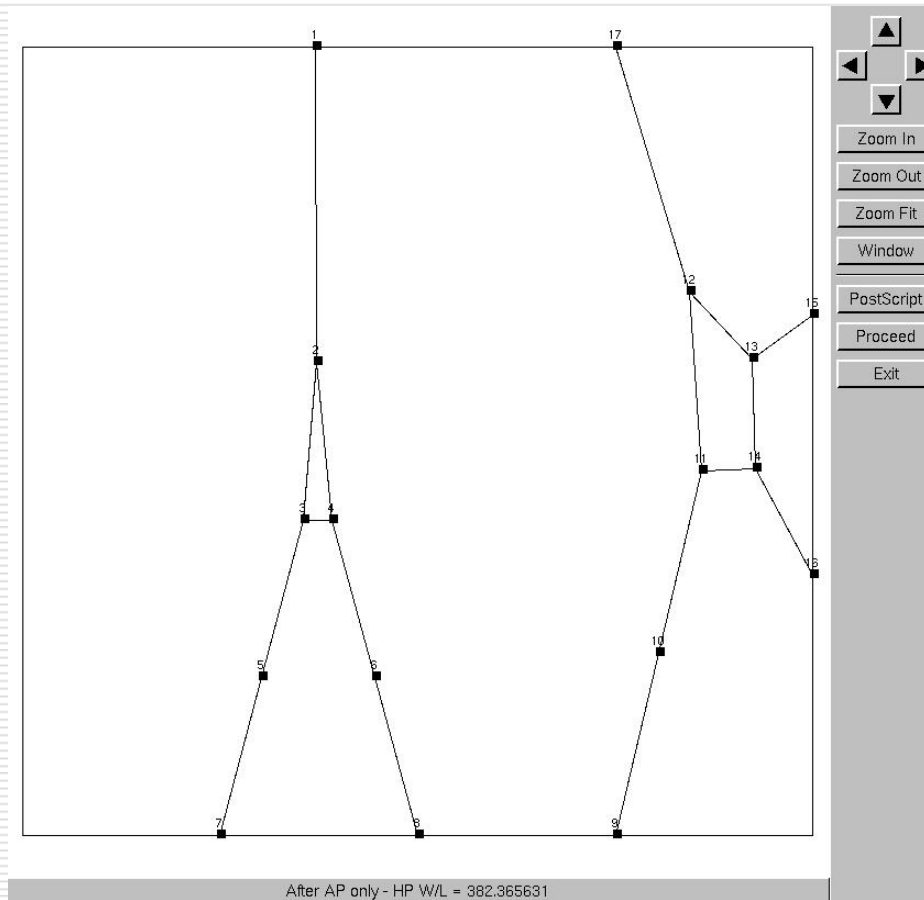 1
17
Zoom In
Zoom Out
Zoom Fit
Window
12
PostScript
15
Proceed
2
13
Exit
11
14
3
4
16
10
5
6
7
8
9
After AP only - HP W/L = 382.365631